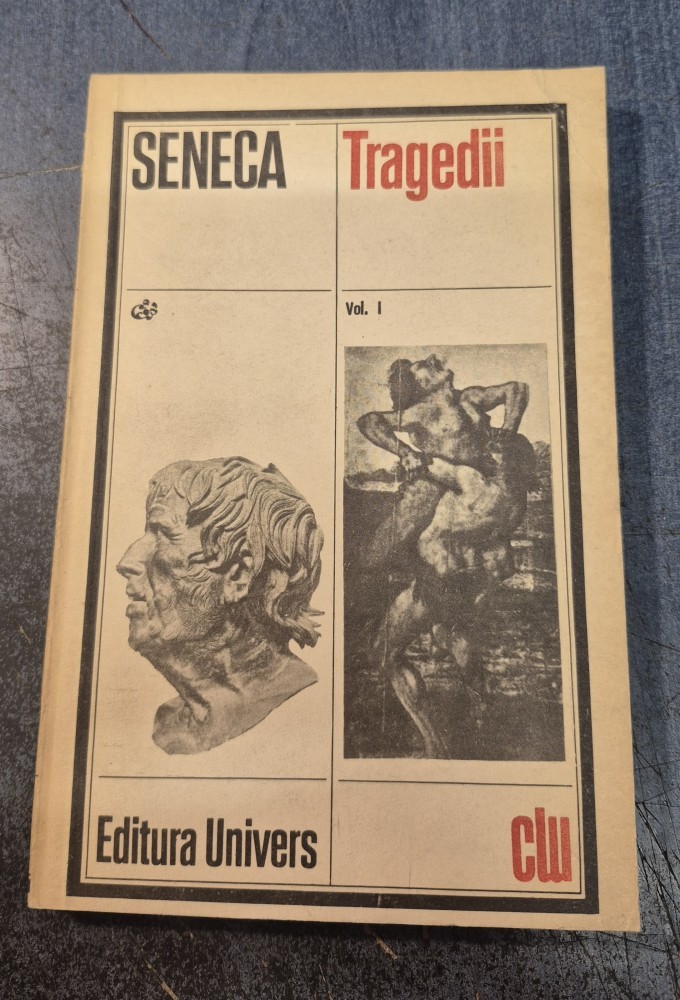 SENECA
Tragedii
Vol. I
Editura Univers
clu